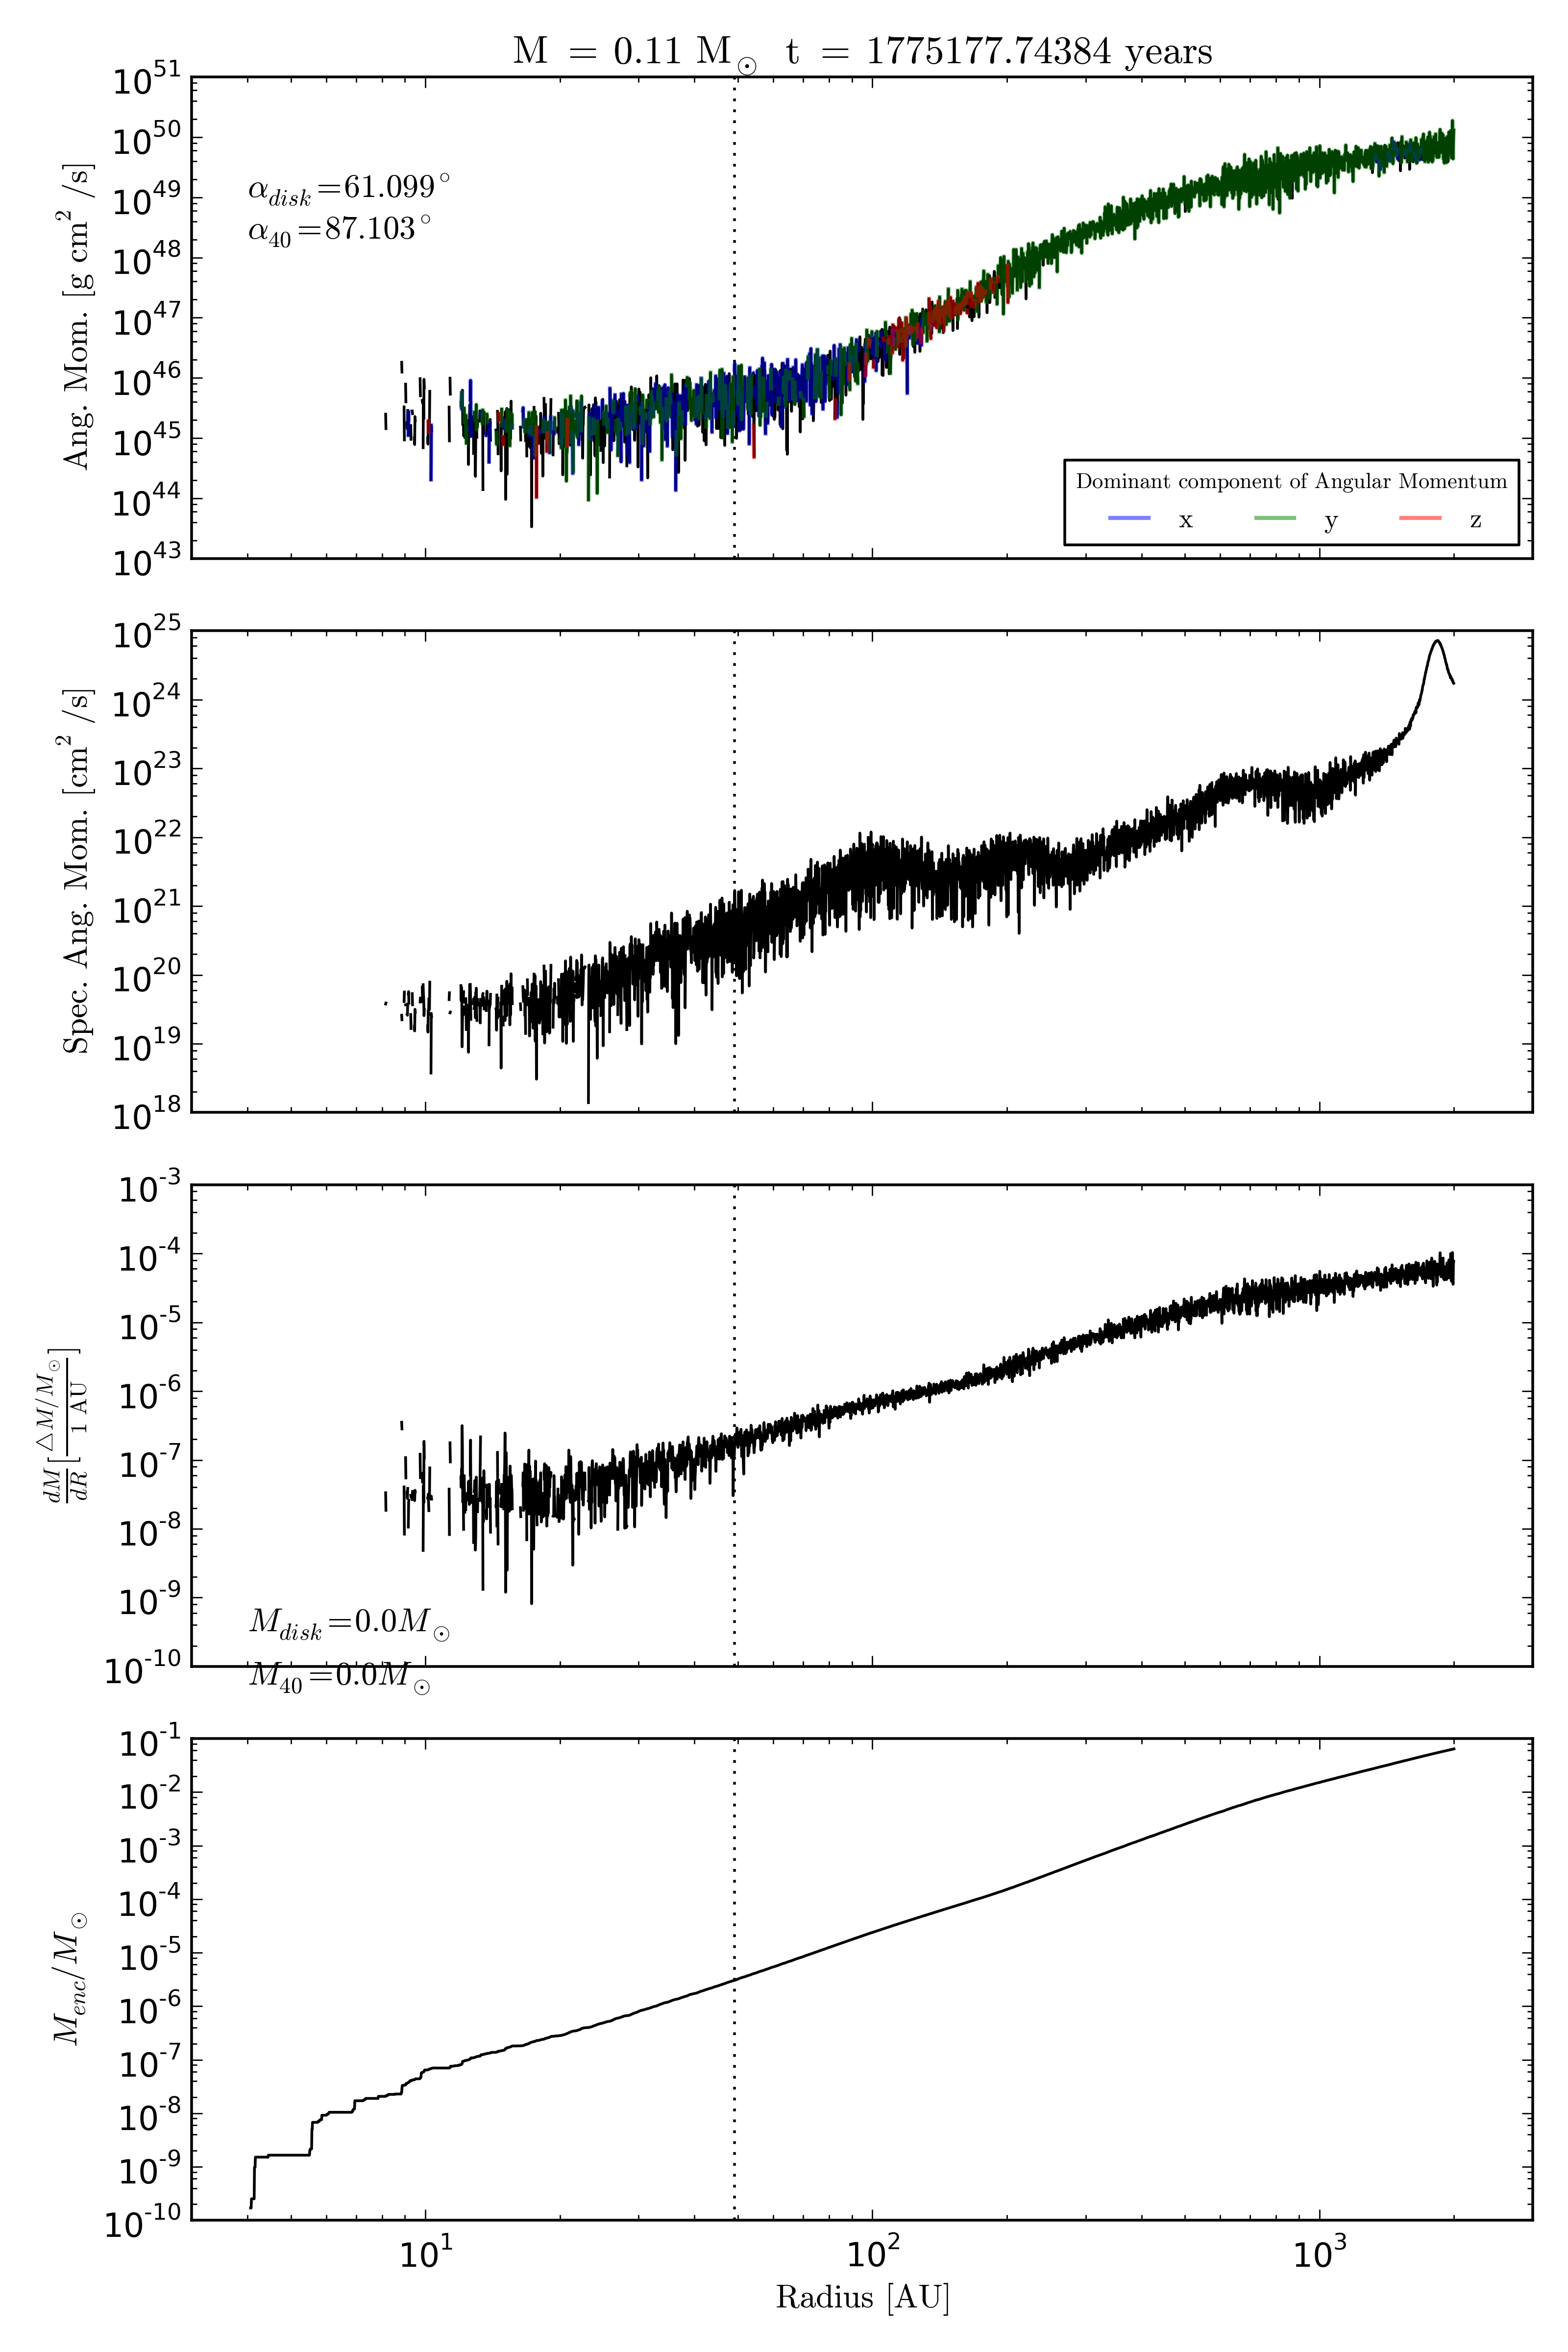 M = 0.11 M☉ t = 1775177.74384 years
10^51
10^50
10^49
10^48
10^47
10^46
10^45
10^44
10^43
Ang. Mom. [g cm^2 /s]
α_disk=61.099°
α_40=87.103°
Dominant component of Angular Momentum
x y z
10^25
10^24
10^23
10^22
10^21
10^20
10^19
10^18
Spec. Ang. Mom. [cm^2 /s]
10^-3
10^-4
10^-5
10^-6
10^-7
10^-8
10^-9
10^-10
dM/dR [△M/M☉ / 1 AU]
M_disk=0.0M☉
M_40=0.0M☉
10^-1
10^-2
10^-3
10^-4
10^-5
10^-6
10^-7
10^-8
10^-9
10^-10
M_enc/M☉
10^1 10^2 10^3
Radius [AU]